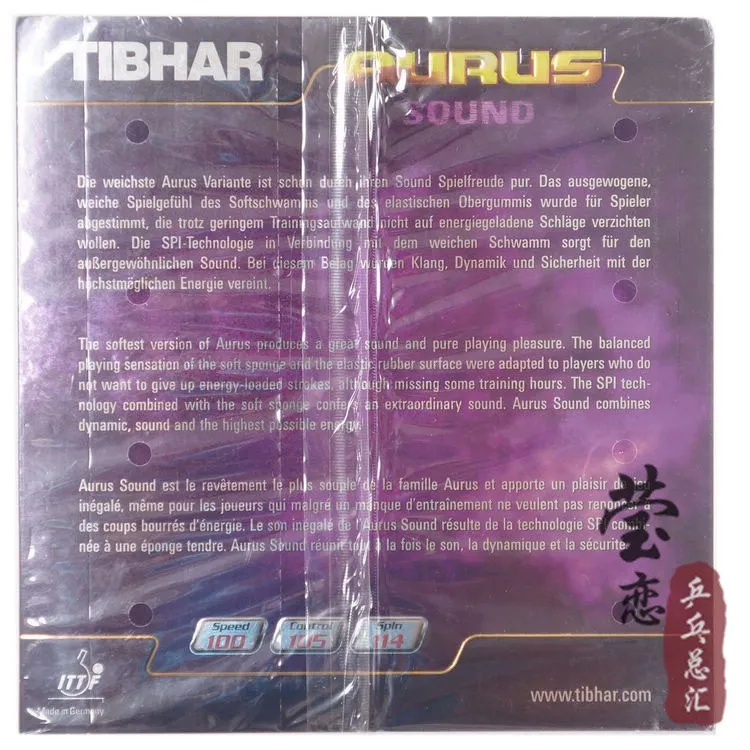 TIBHAR
AURUS
SOUND
Die weichste Aurus Variante ist schon durch ihren Sound Spielfreude pur. Das ausgewogene,
weiche Spielgefühl des Softschwamms und des elastischen Obergummis wurde für Spieler
abgestimmt, die trotz geringem Trainingsaufwand nicht auf energiegeladene Schläge verzichten
wollen. Die SPI-Technologie in Verbindung mit dem weichen Schwamm sorgt für den
außergewöhnlichen Sound. Bei diesem Belag wurden Klang, Dynamik und Sicherheit mit der
höchstmöglichen Energie vereint.
The softest version of Aurus produces a great sound and pure playing pleasure. The balanced
playing sensation of the soft sponge and the elastic rubber surface were adapted to players who do
not want to give up energy-loaded strokes, although missing some training hours. The SPI tech-
nology combined with the soft sponge confers an extraordinary sound. Aurus Sound combines
dynamic, sound and the highest possible energy.
Aurus Sound est le revêtement le plus souple de la famille Aurus et apporte un plaisir du jeu
inégalé, même pour les joueurs qui malgré un manque d'entraînement ne veulent pas renoncer à
des coups bourrés d'énergie. Le son inégalé de l'Aurus Sound résulte de la technologie SPI combi-
née à une éponge tendre. Aurus Sound réunit tout à la fois le son, la dynamique et la sécurité.
Speed Control Spin
100 105 114
ITTF
Made in Germany
www.tibhar.com
莹恋
乒乓总汇